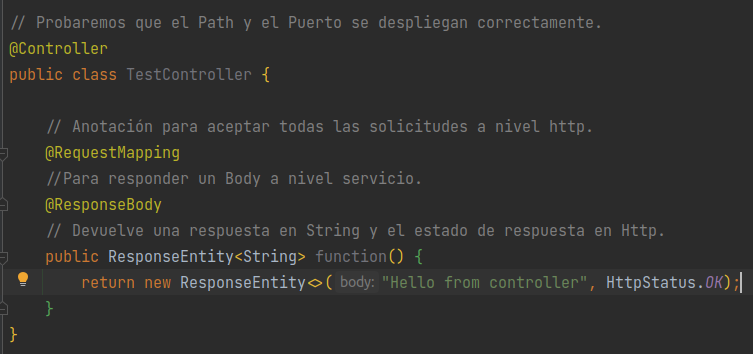 // Probaremos que el Path y el Puerto se despliegan correctamente.
@Controller
public class TestController {
// Anotación para aceptar todas las solicitudes a nivel http.
@RequestMapping
//Para responder un Body a nivel servicio.
@ResponseBody
// Devuelve una respuesta en String y el estado de respuesta en Http.
public ResponseEntity<String> function() {
return new ResponseEntity<>( body: "Hello from controller", HttpStatus.OK);
}
}